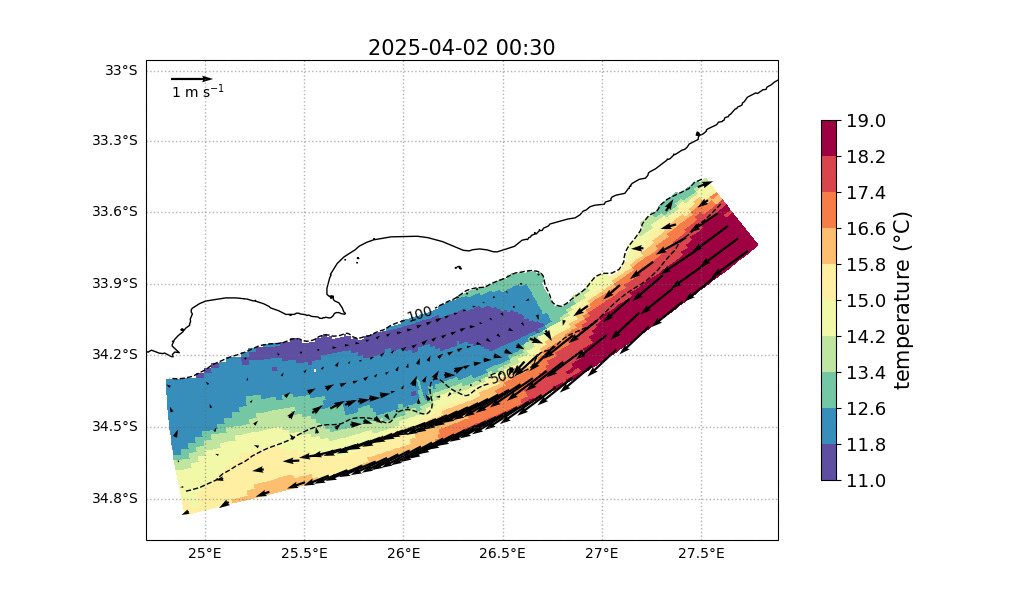 2025-04-02 00:30
1 m s⁻¹
33°S
33.3°S
33.6°S
33.9°S
34.2°S
34.5°S
34.8°S
100
500
25°E 25.5°E 26°E 26.5°E 27°E 27.5°E
19.0
18.2
17.4
16.6
15.8
15.0
14.2
13.4
12.6
11.8
11.0
temperature (°C)